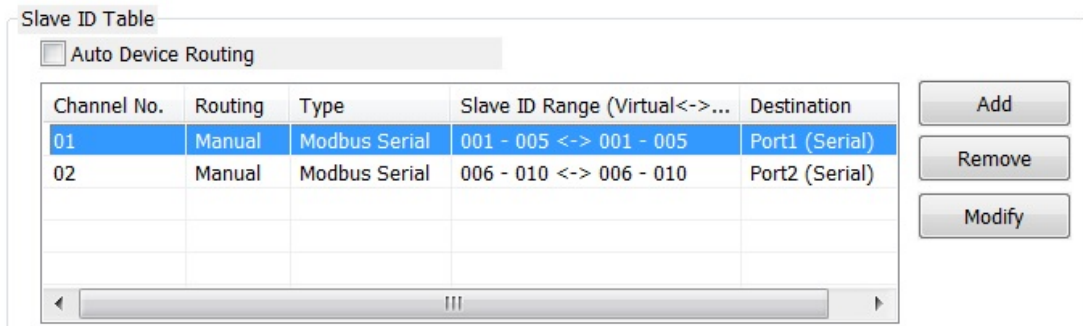 Slave ID Table
Auto Device Routing
Channel No. Routing Type Slave ID Range (Virtual<->... Destination
01 Manual Modbus Serial 001 - 005 <-> 001 - 005 Port1 (Serial)
02 Manual Modbus Serial 006 - 010 <-> 006 - 010 Port2 (Serial)
Add
Remove
Modify